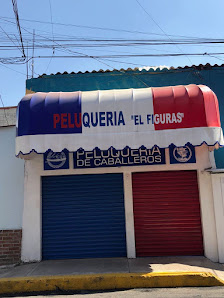 PELUQUERIA "EL FIGURAS"
PELUQUERIA
DE CABALLEROS